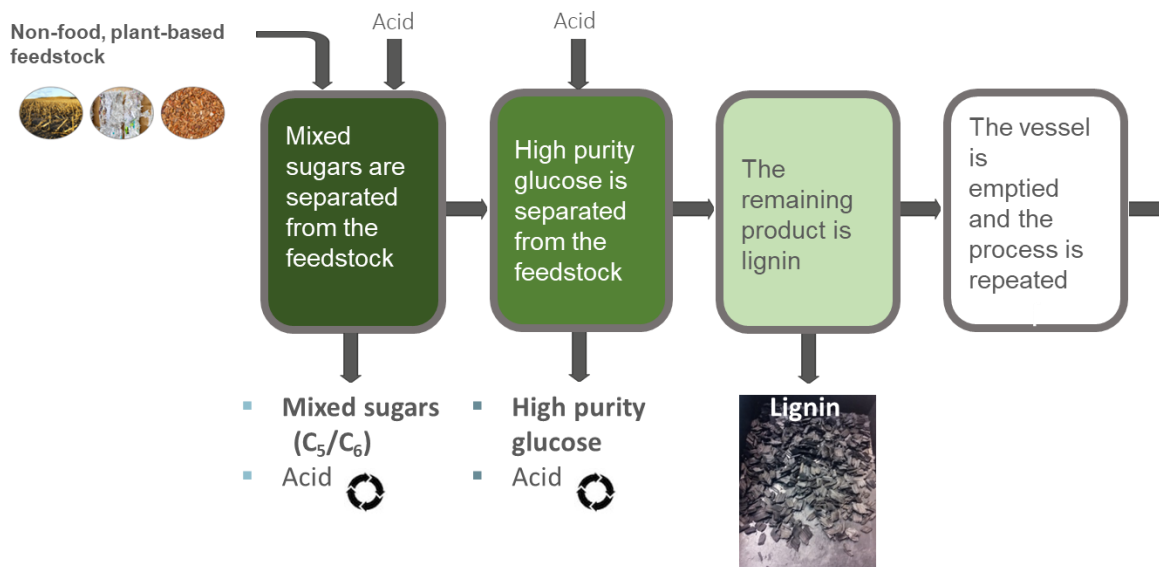 Non-food, plant-based
feedstock
Acid
Acid
Mixed
sugars are
separated
from the
feedstock
High purity
glucose is
separated
from the
feedstock
The
remaining
product is
lignin
The vessel
is
emptied
and the
process is
repeated
▪ Mixed sugars
(C₅/C₆)
▪ Acid
▪ High purity
glucose
▪ Acid
Lignin